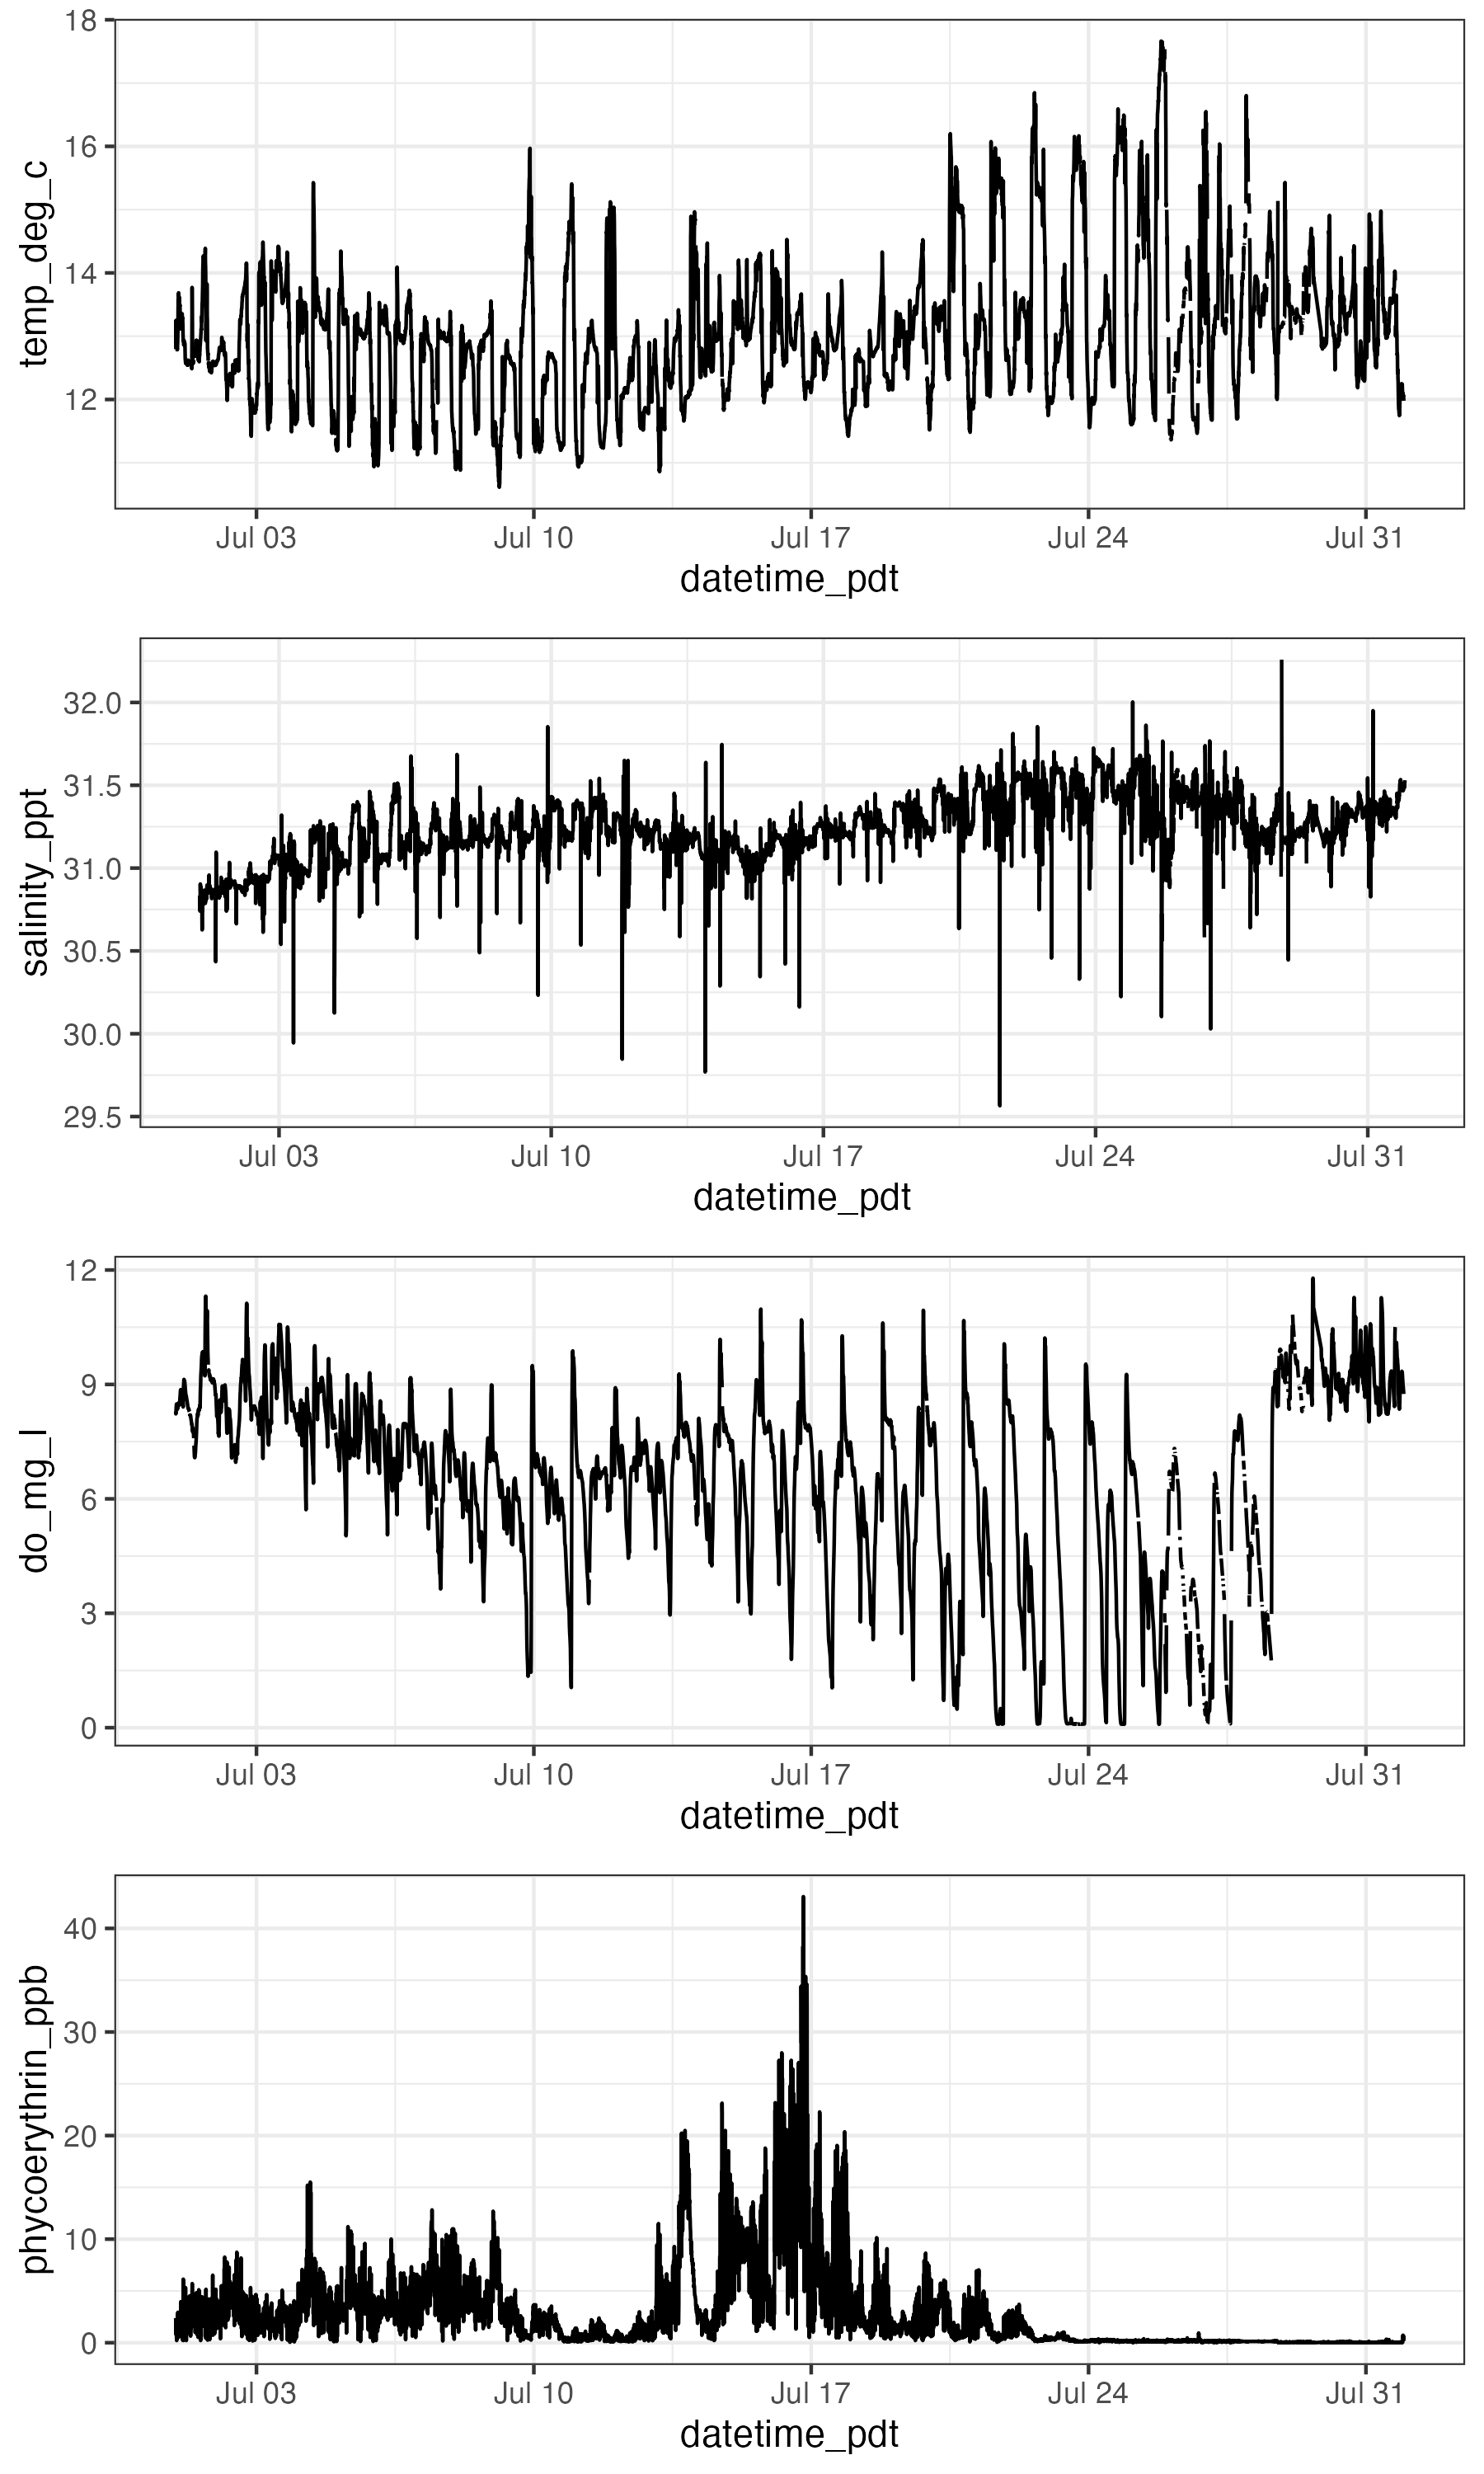 18
16
14
12
temp_deg_c
Jul 03 Jul 10 Jul 17 Jul 24 Jul 31
datetime_pdt
32.0
31.5
31.0
30.5
30.0
29.5
salinity_ppt
Jul 03 Jul 10 Jul 17 Jul 24 Jul 31
datetime_pdt
12
9
6
3
0
do_mg_l
Jul 03 Jul 10 Jul 17 Jul 24 Jul 31
datetime_pdt
40
30
20
10
0
phycoerythrin_ppb
Jul 03 Jul 10 Jul 17 Jul 24 Jul 31
datetime_pdt